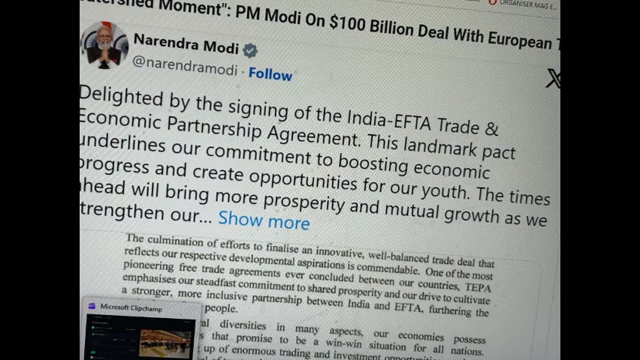 ORGANISER MAG E...
atershed Moment": PM Modi On $100 Billion Deal With European T
Narendra Modi
@narendramodi · Follow
X
Delighted by the signing of the India-EFTA Trade &
Economic Partnership Agreement. This landmark pact
underlines our commitment to boosting economic
progress and create opportunities for our youth. The times
ahead will bring more prosperity and mutual growth as we
strengthen our... Show more
The culmination of efforts to finalise an innovative, well-balanced trade deal that
reflects our respective developmental aspirations is commendable. One of the most
pioneering free trade agreements ever concluded between our countries, TEPA
emphasises our steadfast commitment to shared prosperity and our drive to cultivate
a stronger, more inclusive partnership between India and EFTA, furthering the
people.
Microsoft Clipchamp
al diversities in many aspects, our economies possess
s that promise to be a win-win situation for all nations.
up of enormous trading and investment opportuni